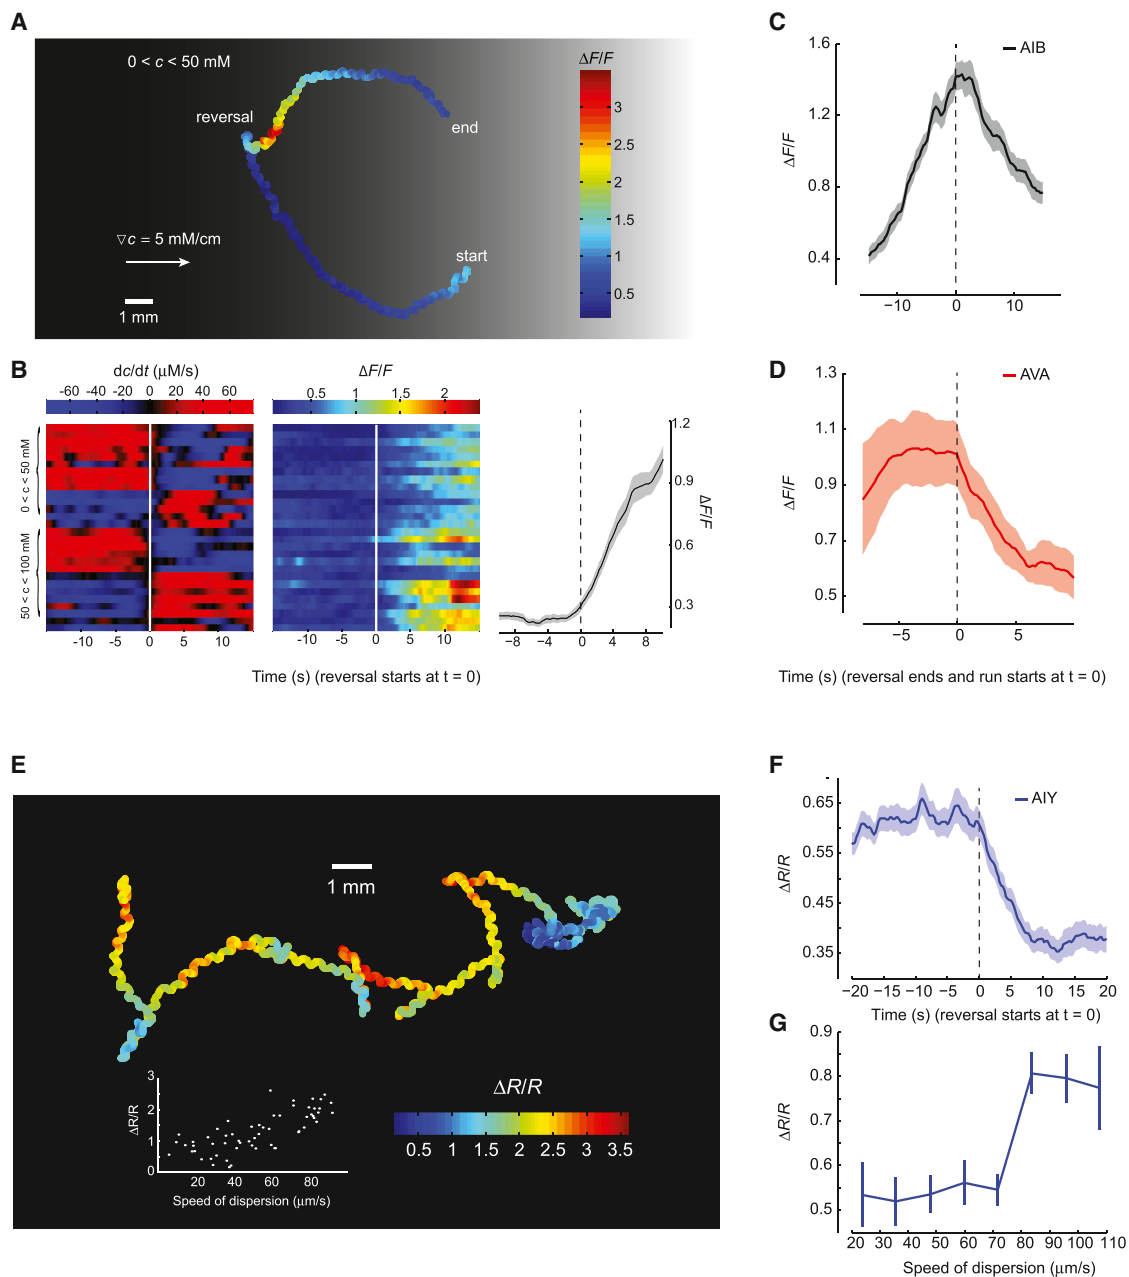 A
0 < c < 50 mM
reversal
end
start
▽c = 5 mM/cm
1 mm
ΔF/F
3
2.5
2
1.5
1
0.5
B
dc/dt (µM/s)
-60 -40 -20 0 20 40 60
0 < c < 50 mM
50 < c < 100 mM
-10 -5 0 5 10
ΔF/F
0.5 1 1.5 2
-10 -5 0 5 10
1.2
0.9
0.6
0.3
ΔF/F
−8 −4 0 4 8
Time (s) (reversal starts at t = 0)
C
AIB
ΔF/F
1.6
1.2
0.8
0.4
−10 0 10
D
AVA
ΔF/F
1.3
1.1
0.9
0.7
0.5
−5 0 5
Time (s) (reversal ends and run starts at t = 0)
E
1 mm
ΔR/R
3
2
1
0
20 40 60 80
Speed of dispersion (µm/s)
ΔR/R
0.5 1 1.5 2 2.5 3 3.5
F
AIY
ΔR/R
0.65
0.55
0.45
0.35
−20 −15 −10 −5 0 5 10 15 20
Time (s) (reversal starts at t = 0)
G
ΔR/R
0.9
0.8
0.7
0.6
0.5
20 30 40 50 60 70 80 90 100 110
Speed of dispersion (µm/s)